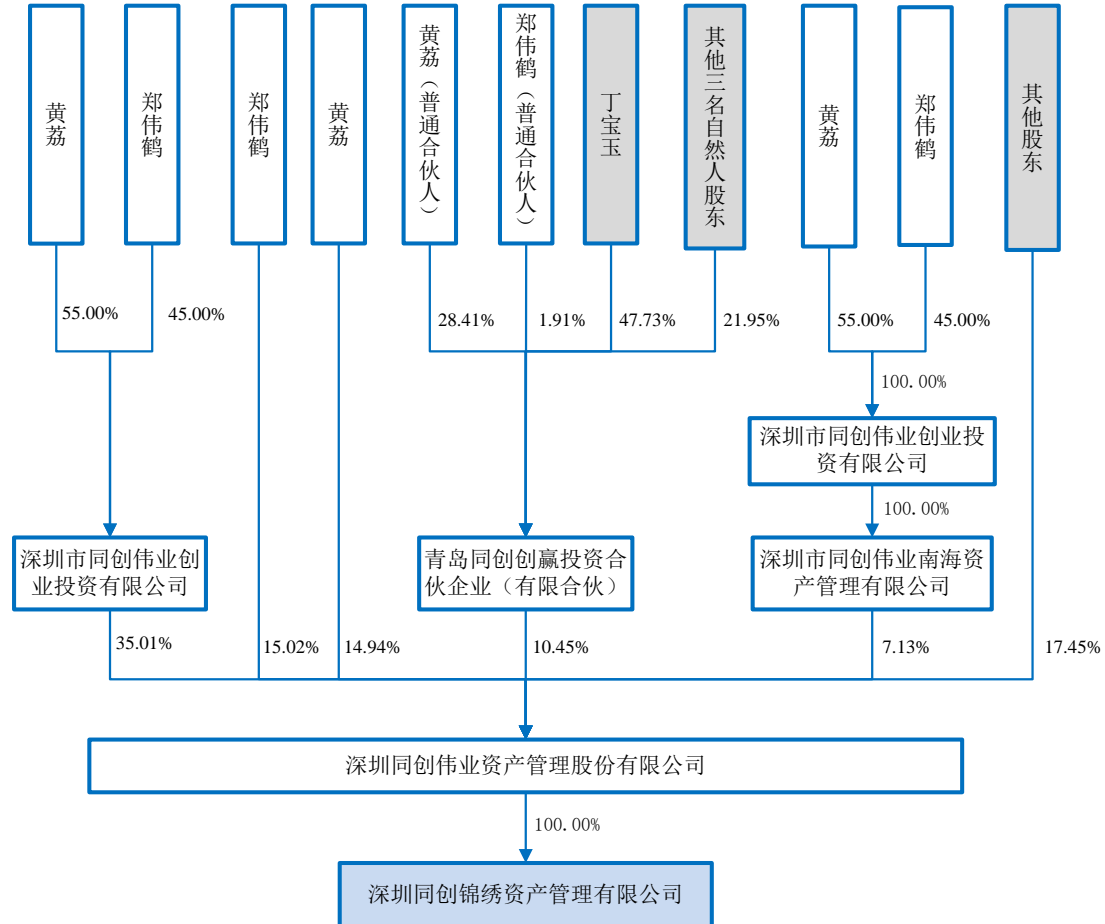 黄荔
郑伟鹤
郑伟鹤
黄荔
黄荔（普通合伙人）
郑伟鹤（普通合伙人）
丁宝玉
其他三名自然人股东
黄荔
郑伟鹤
其他股东
55.00%
45.00%
28.41%
1.91%
47.73%
21.95%
55.00%
45.00%
100.00%
深圳市同创伟业创业投
资有限公司
100.00%
深圳市同创伟业创
业投资有限公司
青岛同创创赢投资合
伙企业（有限合伙）
深圳市同创伟业南海资
产管理有限公司
35.01%
15.02%
14.94%
10.45%
7.13%
17.45%
深圳同创伟业资产管理股份有限公司
100.00%
深圳同创锦绣资产管理有限公司